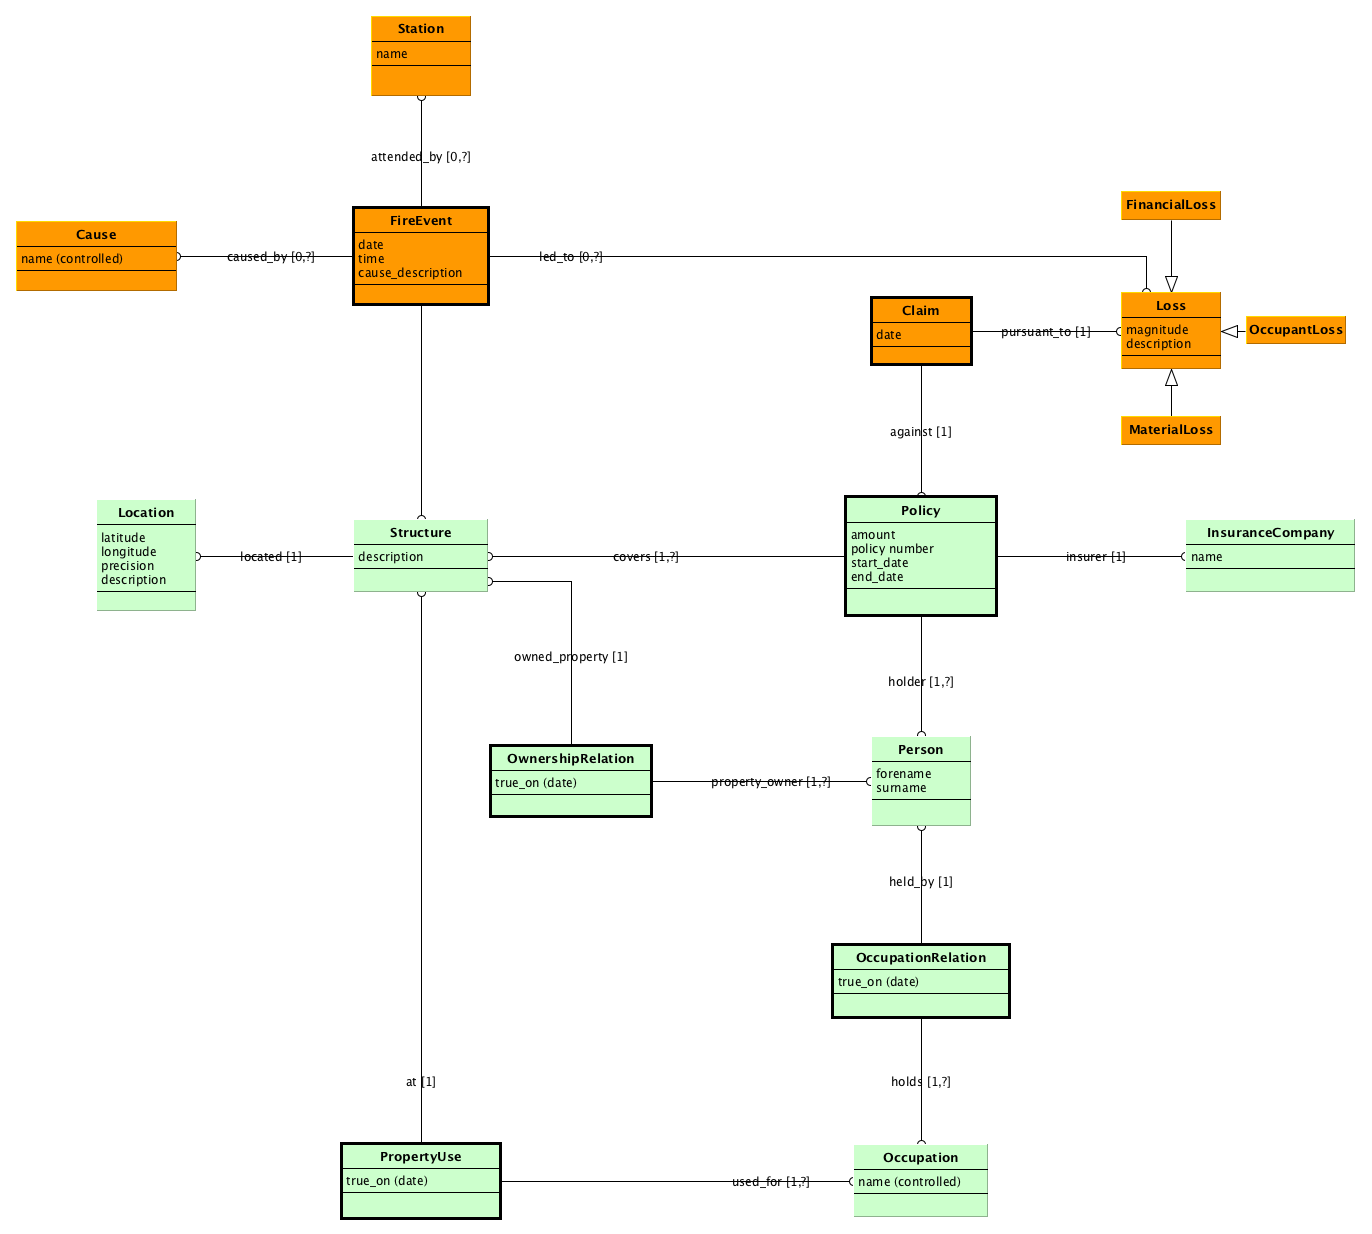 Station
name
attended_by [0,?]
FireEvent
date
time
cause_description
Cause
name (controlled)
caused_by [0,?]
led_to [0,?]
FinancialLoss
Claim
date
pursuant_to [1]
Loss
magnitude
description
OccupantLoss
MaterialLoss
against [1]
Location
latitude
longitude
precision
description
located [1]
Structure
description
covers [1,?]
Policy
amount
policy number
start_date
end_date
insurer [1]
InsuranceCompany
name
owned_property [1]
holder [1,?]
OwnershipRelation
true_on (date)
property_owner [1,?]
Person
forename
surname
held_by [1]
OccupationRelation
true_on (date)
at [1]
holds [1,?]
PropertyUse
true_on (date)
used_for [1,?]
Occupation
name (controlled)